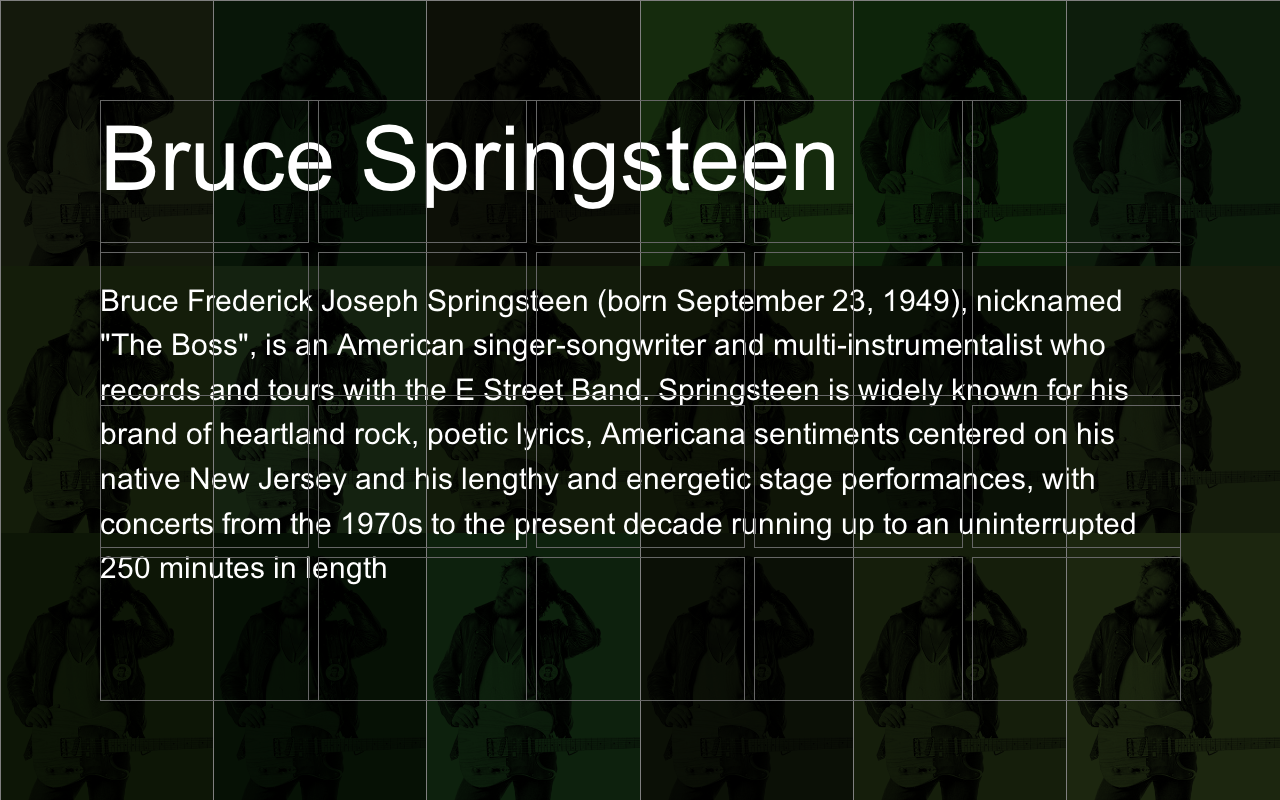 Bruce Springsteen
Bruce Frederick Joseph Springsteen (born September 23, 1949), nicknamed
"The Boss", is an American singer-songwriter and multi-instrumentalist who
records and tours with the E Street Band. Springsteen is widely known for his
brand of heartland rock, poetic lyrics, Americana sentiments centered on his
native New Jersey and his lengthy and energetic stage performances, with
concerts from the 1970s to the present decade running up to an uninterrupted
250 minutes in length